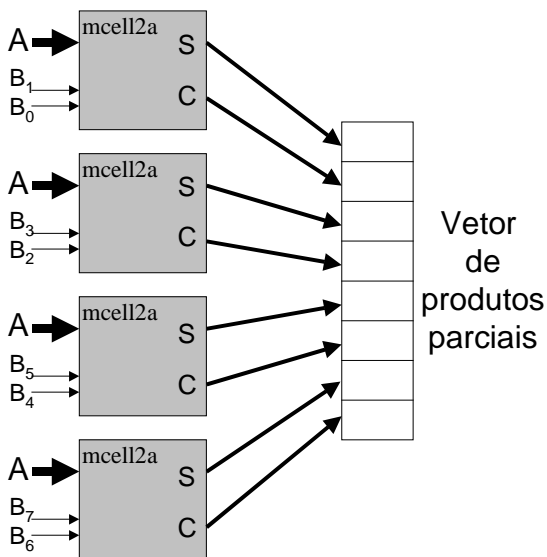 mcell2a
A
S
B1
B0
C
mcell2a
A
S
B3
B2
C
mcell2a
A
S
B5
B4
C
mcell2a
A
S
B7
B6
C
Vetor
de
produtos
parciais